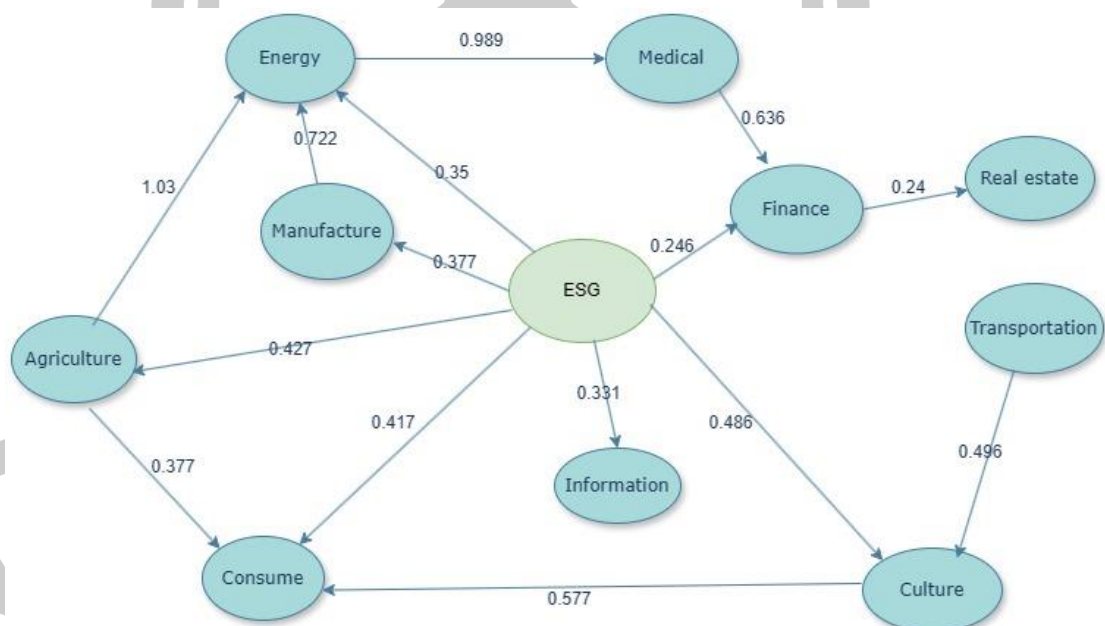 0.989
Energy
Medical
0.722
0.636
1.03
0.35
Real estate
0.24
Finance
Manufacture
0.246
0.377
ESG
Transportation
0.427
Agriculture
0.331
0.417
0.486
0.496
0.377
Information
Consume
Culture
0.577